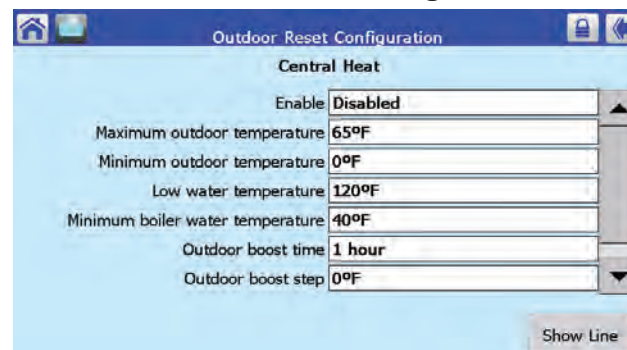 Outdoor Reset Configuration
Central Heat
Enable Disabled
Maximum outdoor temperature 65ºF
Minimum outdoor temperature 0ºF
Low water temperature 120ºF
Minimum boiler water temperature 40ºF
Outdoor boost time 1 hour
Outdoor boost step 0ºF
Show Line